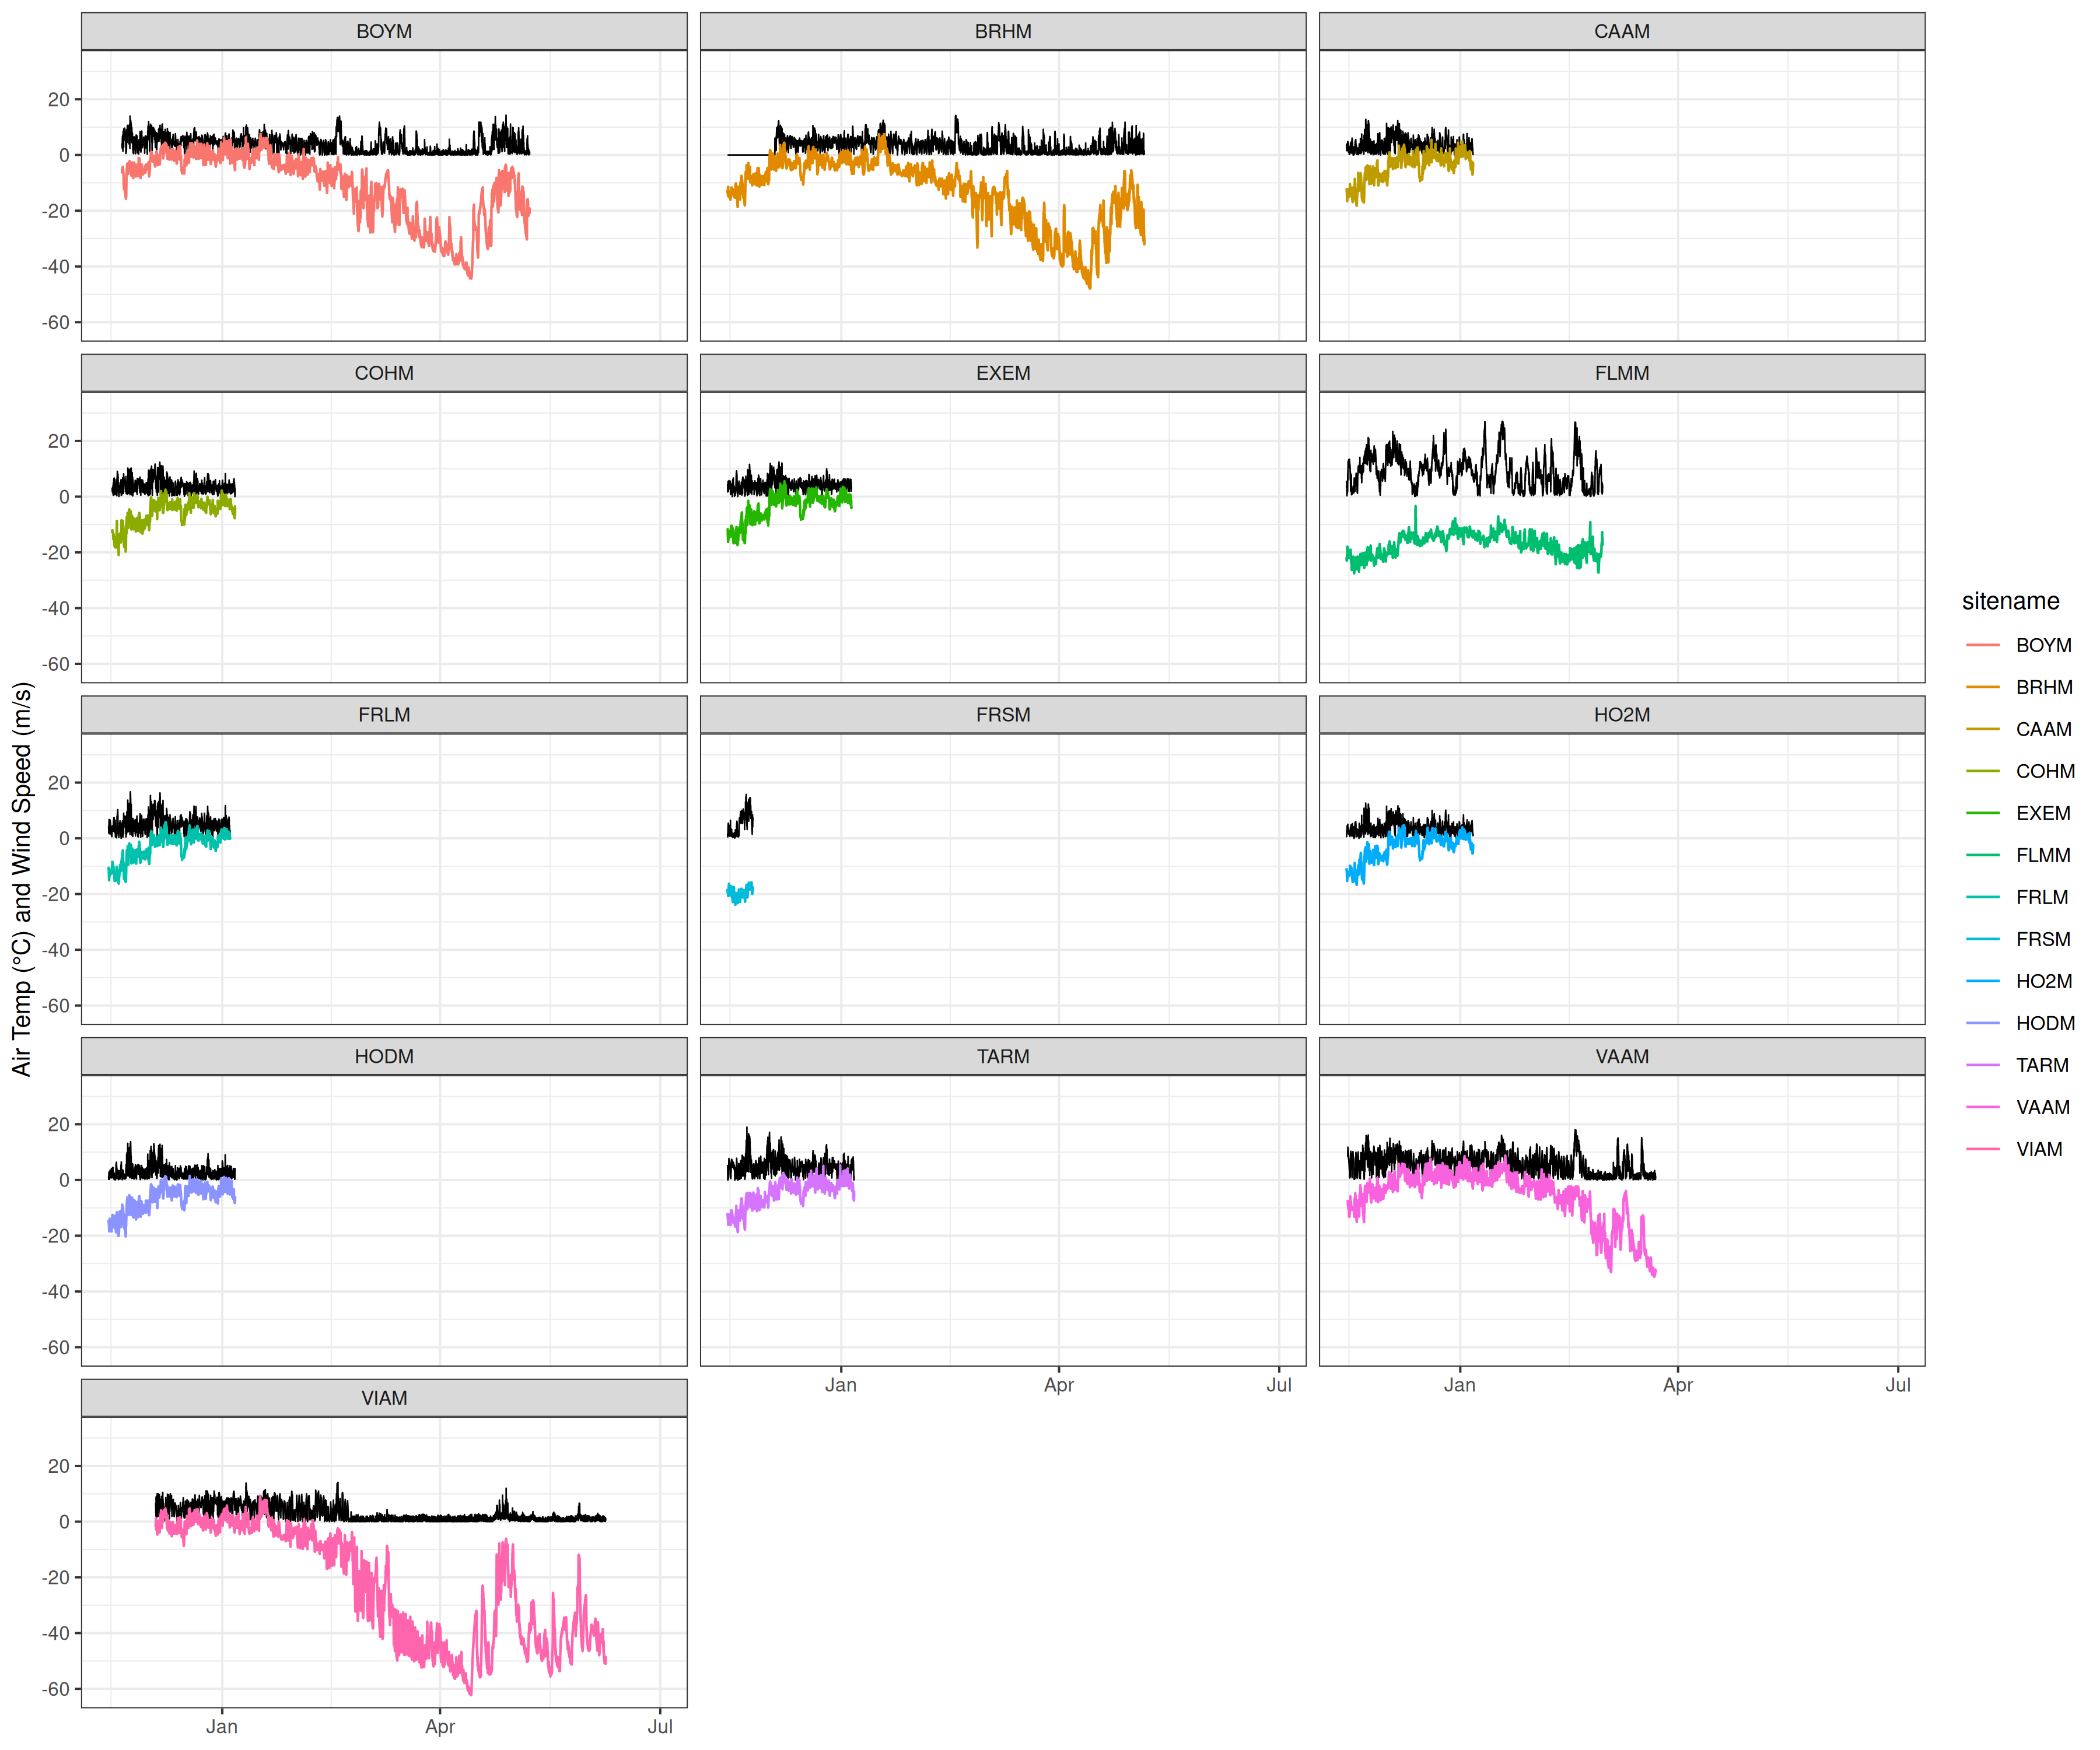 BOYM BRHM CAAM
20
0
-20
-40
-60
COHM EXEM FLMM
20
0
-20
-40
-60
FRLM FRSM HO2M
20
0
-20
-40
-60
HODM TARM VAAM
20
0
-20
-40
-60
Jan Apr Jul Jan Apr Jul
VIAM
20
0
-20
-40
-60
Jan Apr Jul
Air Temp (°C) and Wind Speed (m/s)
sitename
BOYM
BRHM
CAAM
COHM
EXEM
FLMM
FRLM
FRSM
HO2M
HODM
TARM
VAAM
VIAM